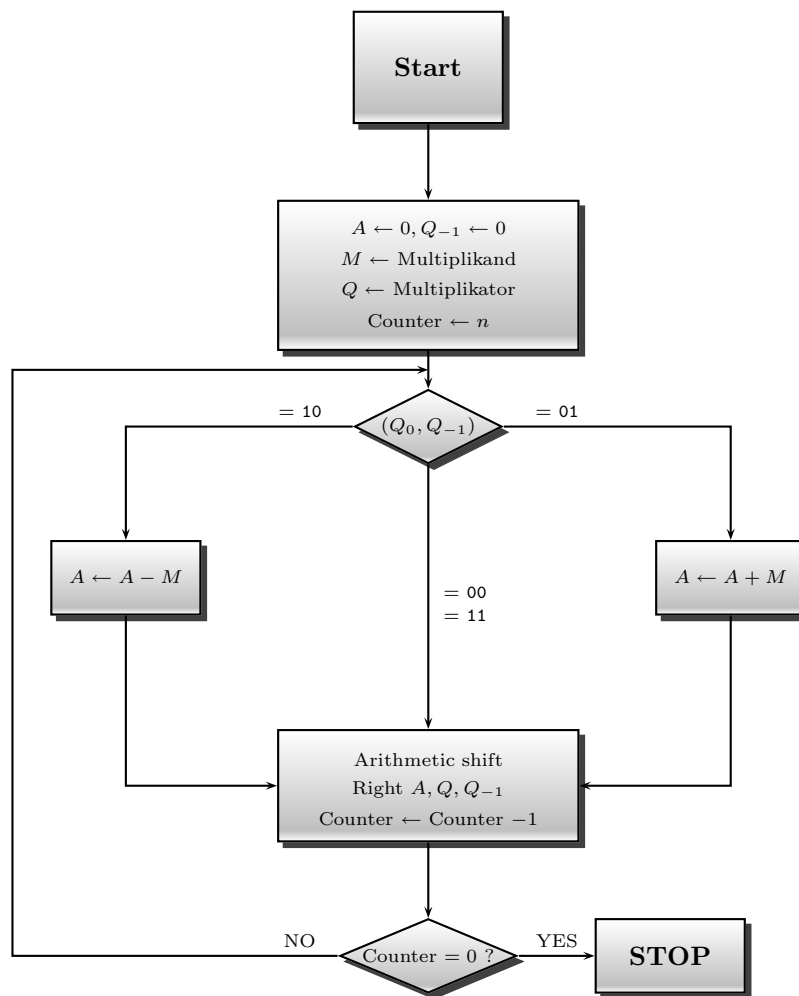 Start
A ← 0, Q₋₁ ← 0
M ← Multiplikand
Q ← Multiplikator
Counter ← n
= 10
(Q₀, Q₋₁)
= 01
A ← A − M
= 00
= 11
A ← A + M
Arithmetic shift
Right A, Q, Q₋₁
Counter ← Counter −1
NO
Counter = 0 ?
YES
STOP